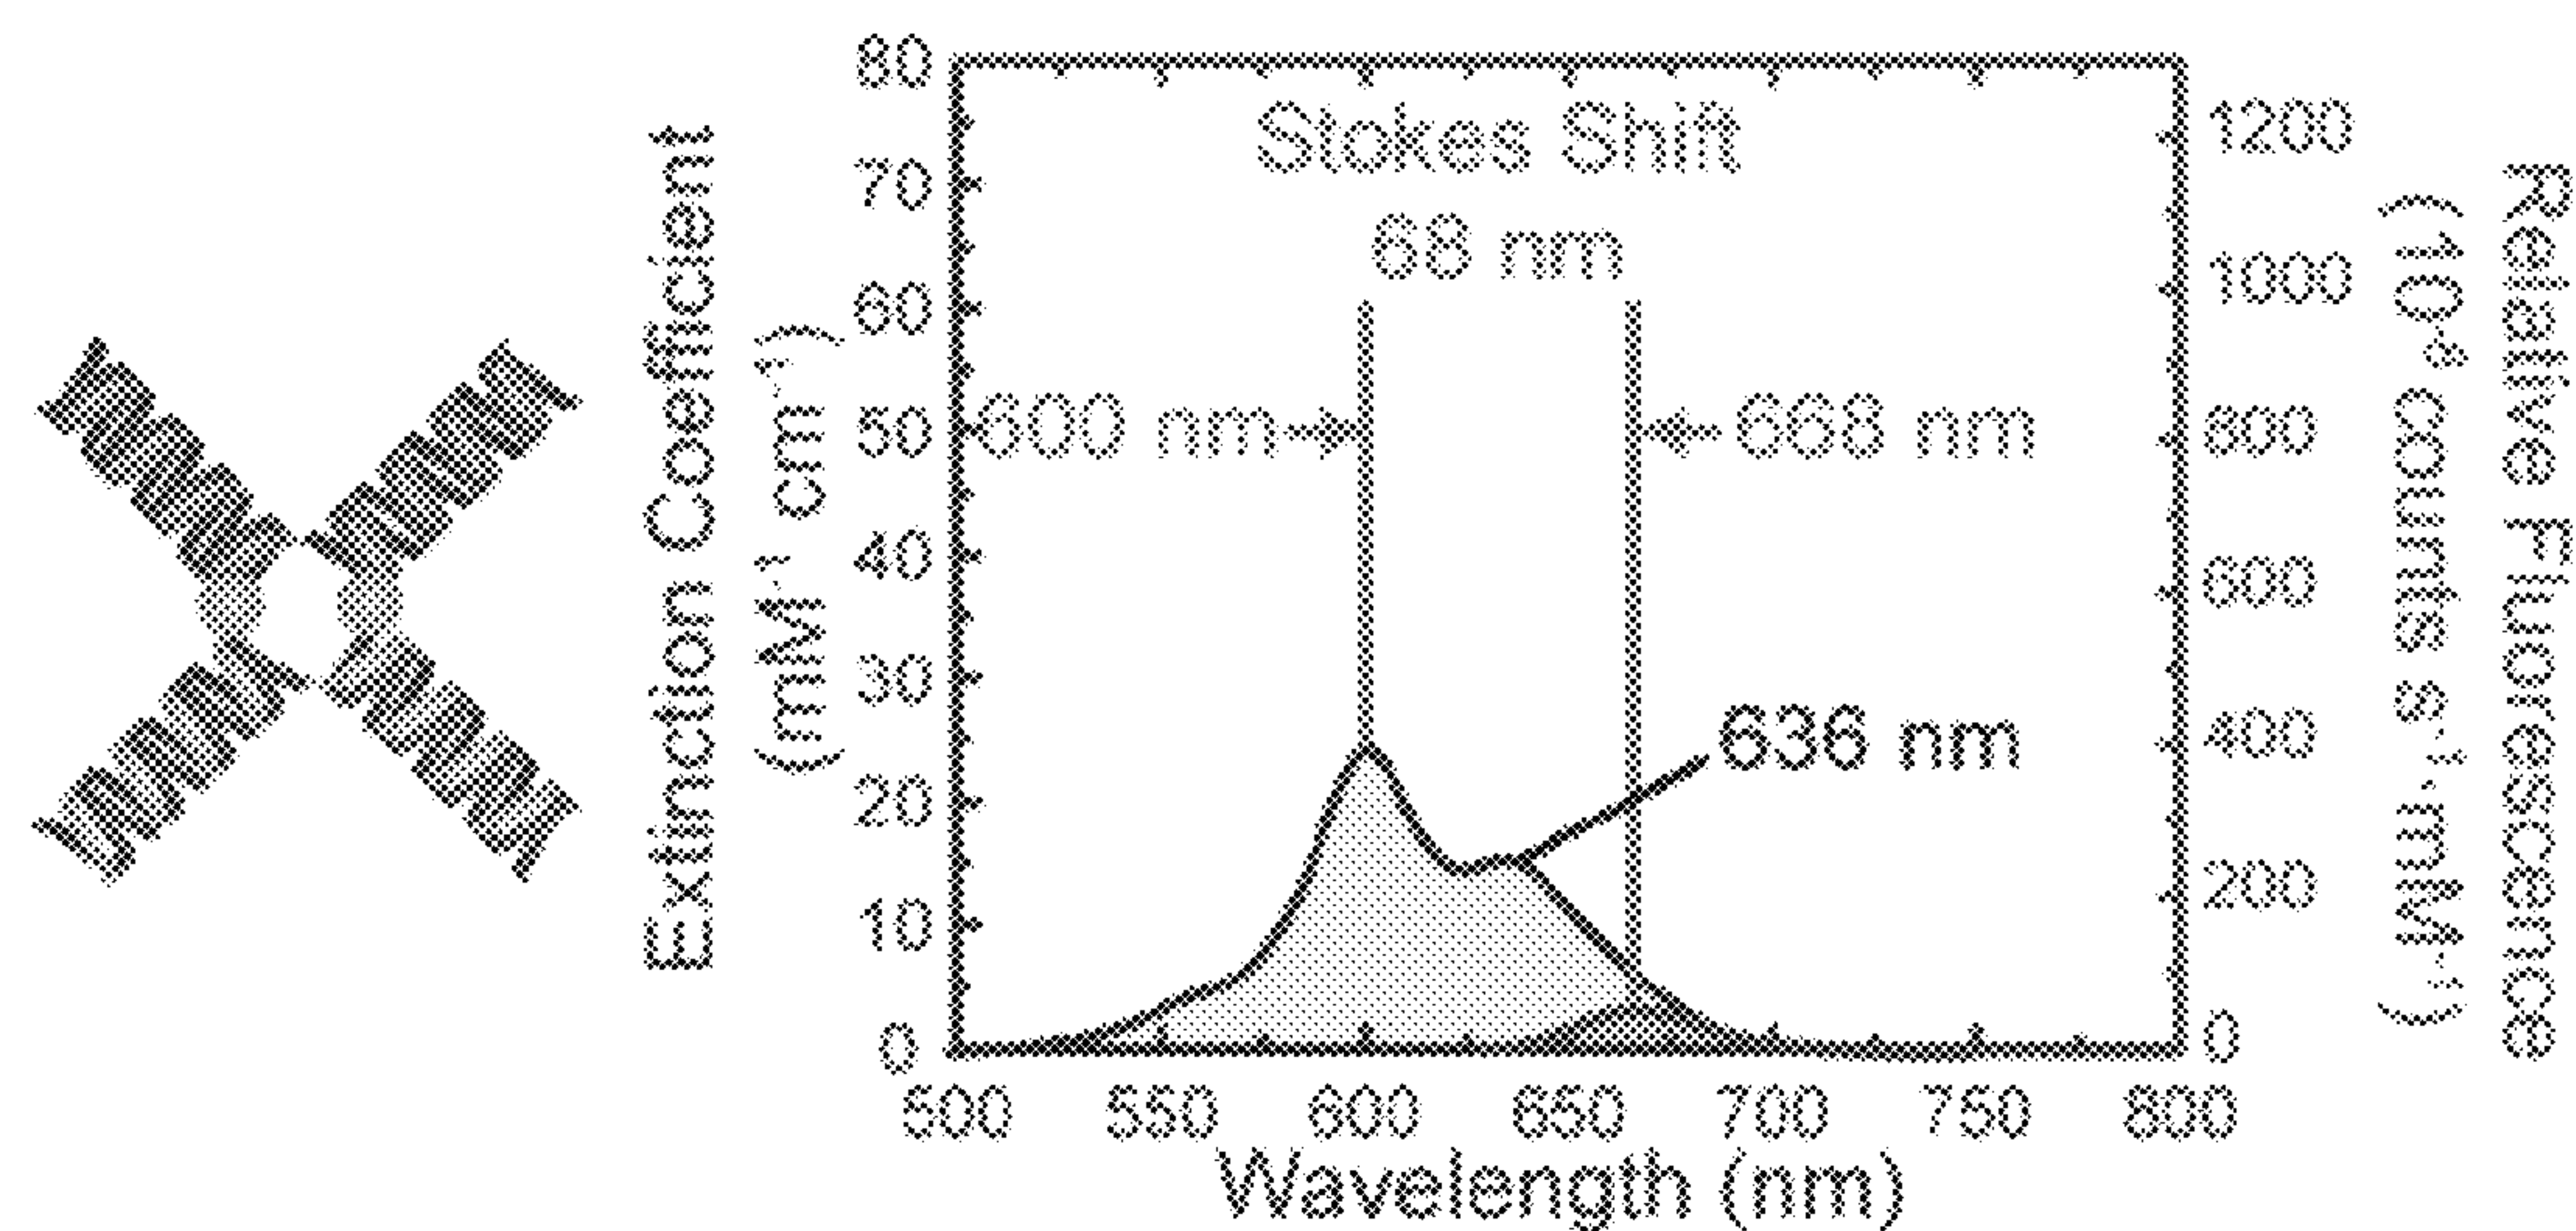 Extinction Coefficient
(mM⁻¹ cm⁻¹)
80
70
60
50
40
30
20
10
0
Stokes Shift
68 nm
600 nm
668 nm
636 nm
1200
1000
800
600
400
200
0
Relative Fluorescence
(10⁻⁸ counts s⁻¹·mM⁻¹)
500 550 600 650 700 750 800
Wavelength (nm)